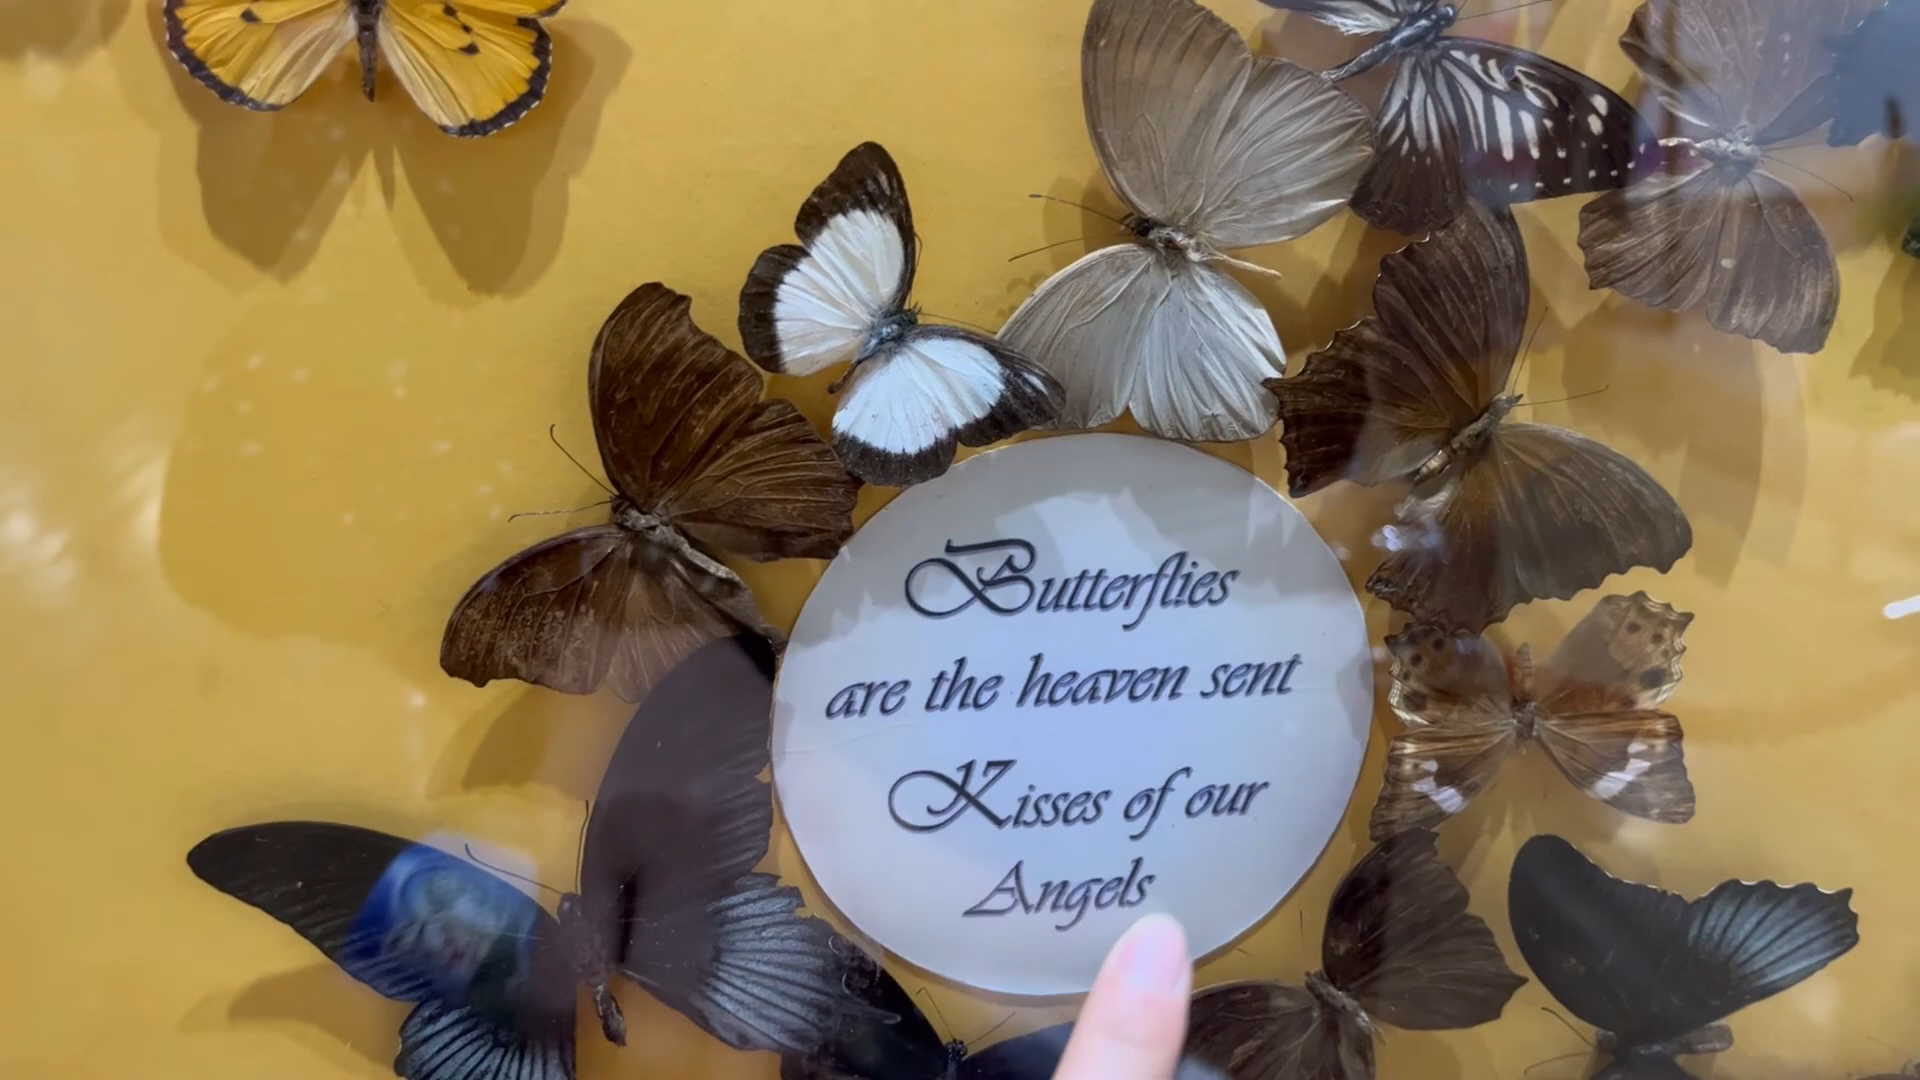 Butterflies
are the heaven sent
Kisses of our
Angels